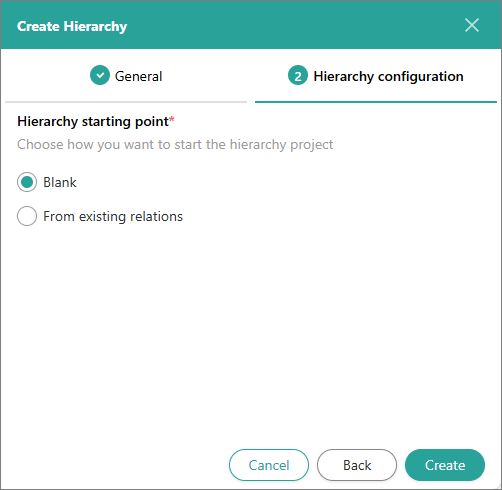 Create Hierarchy
General
2 Hierarchy configuration
Hierarchy starting point*
Choose how you want to start the hierarchy project
Blank
From existing relations
Cancel Back Create